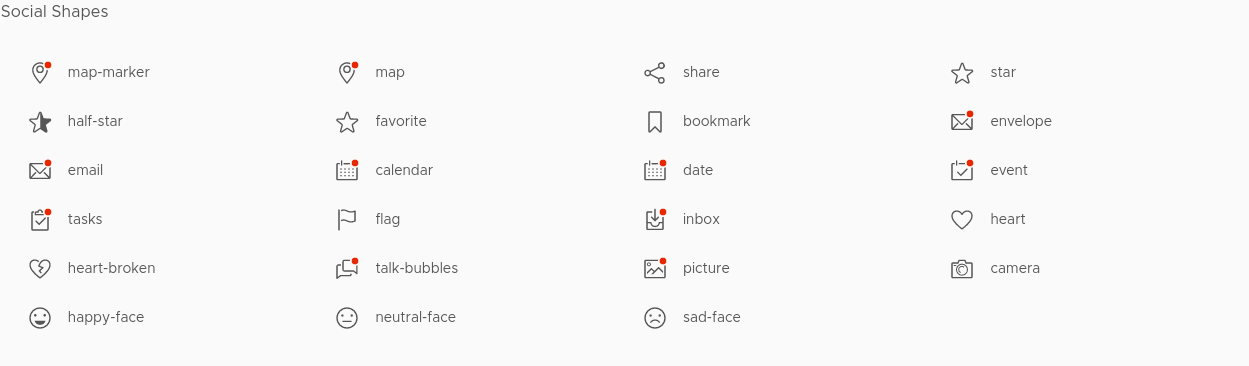 Social Shapes
map-marker map share star
half-star favorite bookmark envelope
email calendar date event
tasks flag inbox heart
heart-broken talk-bubbles picture camera
happy-face neutral-face sad-face